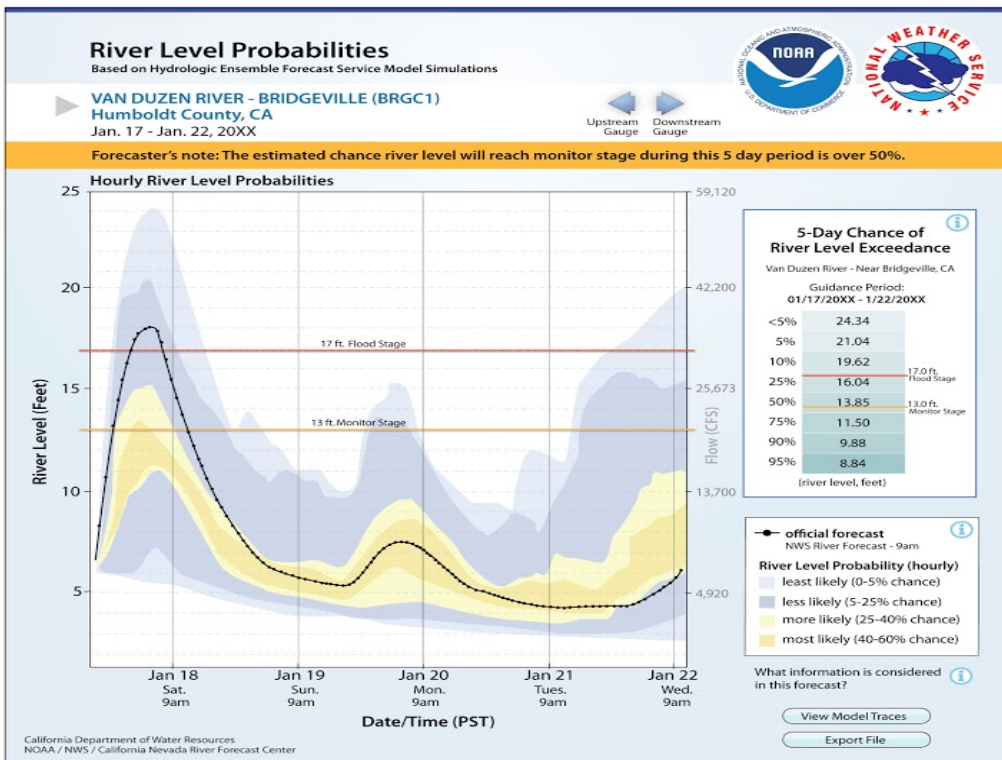 River Level Probabilities
Based on Hydrologic Ensemble Forecast Service Model Simulations
VAN DUZEN RIVER - BRIDGEVILLE (BRGC1)
Humboldt County, CA
Jan. 17 - Jan. 22, 20XX
Upstream Gauge
Downstream Gauge
NATIONAL OCEANIC AND ATMOSPHERIC ADMINISTRATION
NOAA
U.S. DEPARTMENT OF COMMERCE
NATIONAL WEATHER SERVICE
Forecaster's note: The estimated chance river level will reach monitor stage during this 5 day period is over 50%.
Hourly River Level Probabilities
River Level (Feet)
25
20
15
10
5
17 ft. Flood Stage
13 ft. Monitor Stage
59,120
42,200
25,673
13,700
4,920
Flow (CFS)
Jan 18 Jan 19 Jan 20 Jan 21 Jan 22
Sat. Sun. Mon. Tues. Wed.
9am 9am 9am 9am 9am
Date/Time (PST)
5-Day Chance of
River Level Exceedance
Van Duzen River - Near Bridgeville, CA
Guidance Period:
01/17/20XX - 1/22/20XX
<5% 24.34
5% 21.04
10% 19.62
17.0 ft.
Flood Stage
25% 16.04
50% 13.85
13.0 ft.
Monitor Stage
75% 11.50
90% 9.88
95% 8.84
(river level, feet)
official forecast
NWS River Forecast - 9am
River Level Probability (hourly)
least likely (0-5% chance)
less likely (5-25% chance)
more likely (25-40% chance)
most likely (40-60% chance)
What information is considered
in this forecast?
View Model Traces
Export File
California Department of Water Resources
NOAA / NWS / California Nevada River Forecast Center